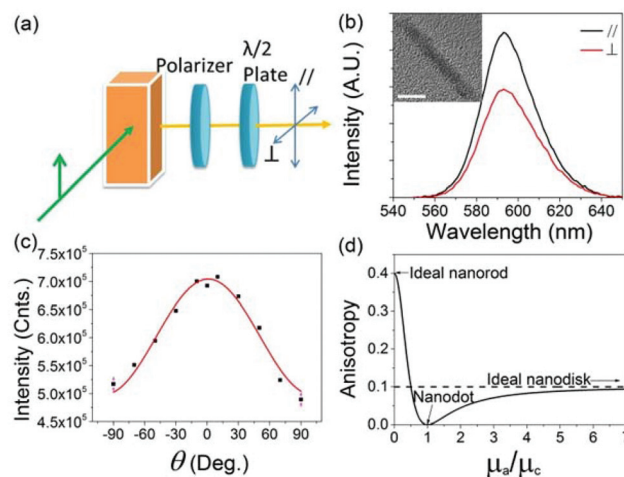 (a)
Polarizer
λ/2
Plate
//
⊥
(b)
Intensity (A.U.)
//
⊥
540 560 580 600 620 640
Wavelength (nm)
(c)
Intensity (Cnts.)
7.5x10⁵
7.0x10⁵
6.5x10⁵
6.0x10⁵
5.5x10⁵
5.0x10⁵
4.5x10⁵
-90 -60 -30 0 30 60 90
θ (Deg.)
(d)
Anisotropy
0.4
0.3
0.2
0.1
0.0
Ideal nanorod
Ideal nanodisk
Nanodot
0 1 2 3 4 5 6 7
μa/μc